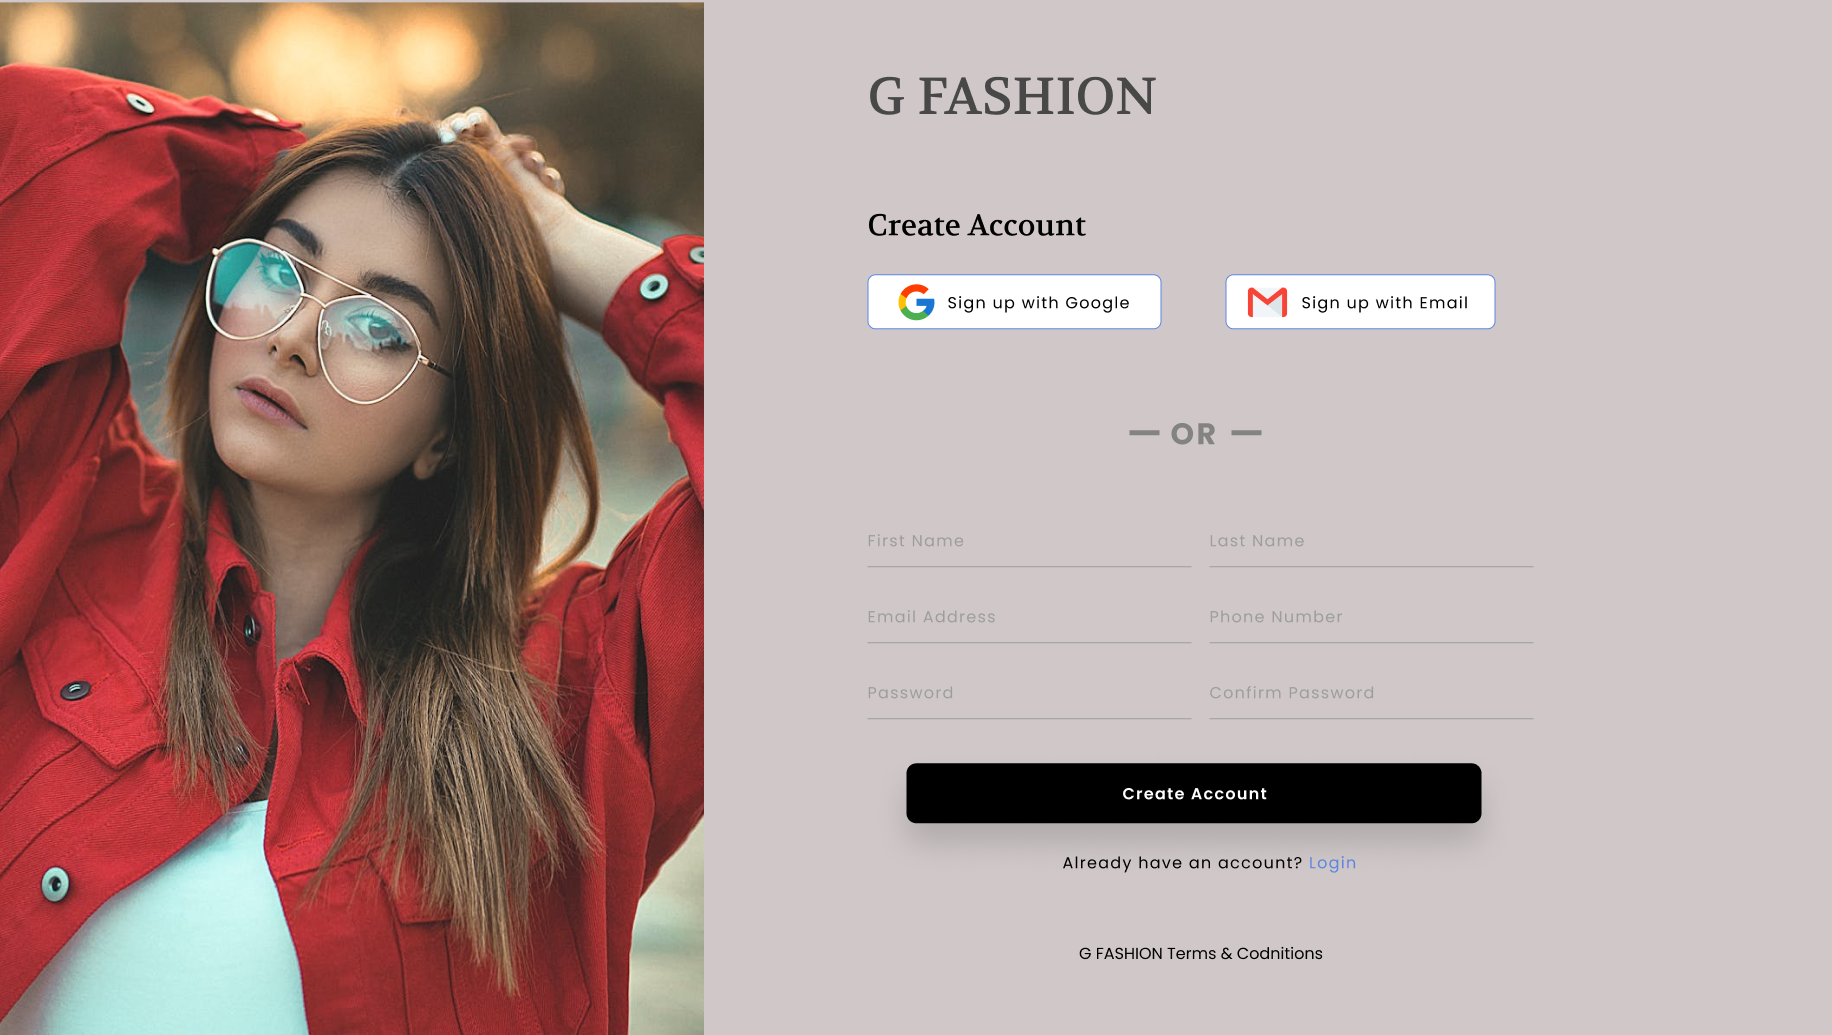 G FASHION
Create Account
Sign up with Google
Sign up with Email
— OR —
First Name
Last Name
Email Address
Phone Number
Password
Confirm Password
Create Account
Already have an account? Login
G FASHION Terms & Codnitions